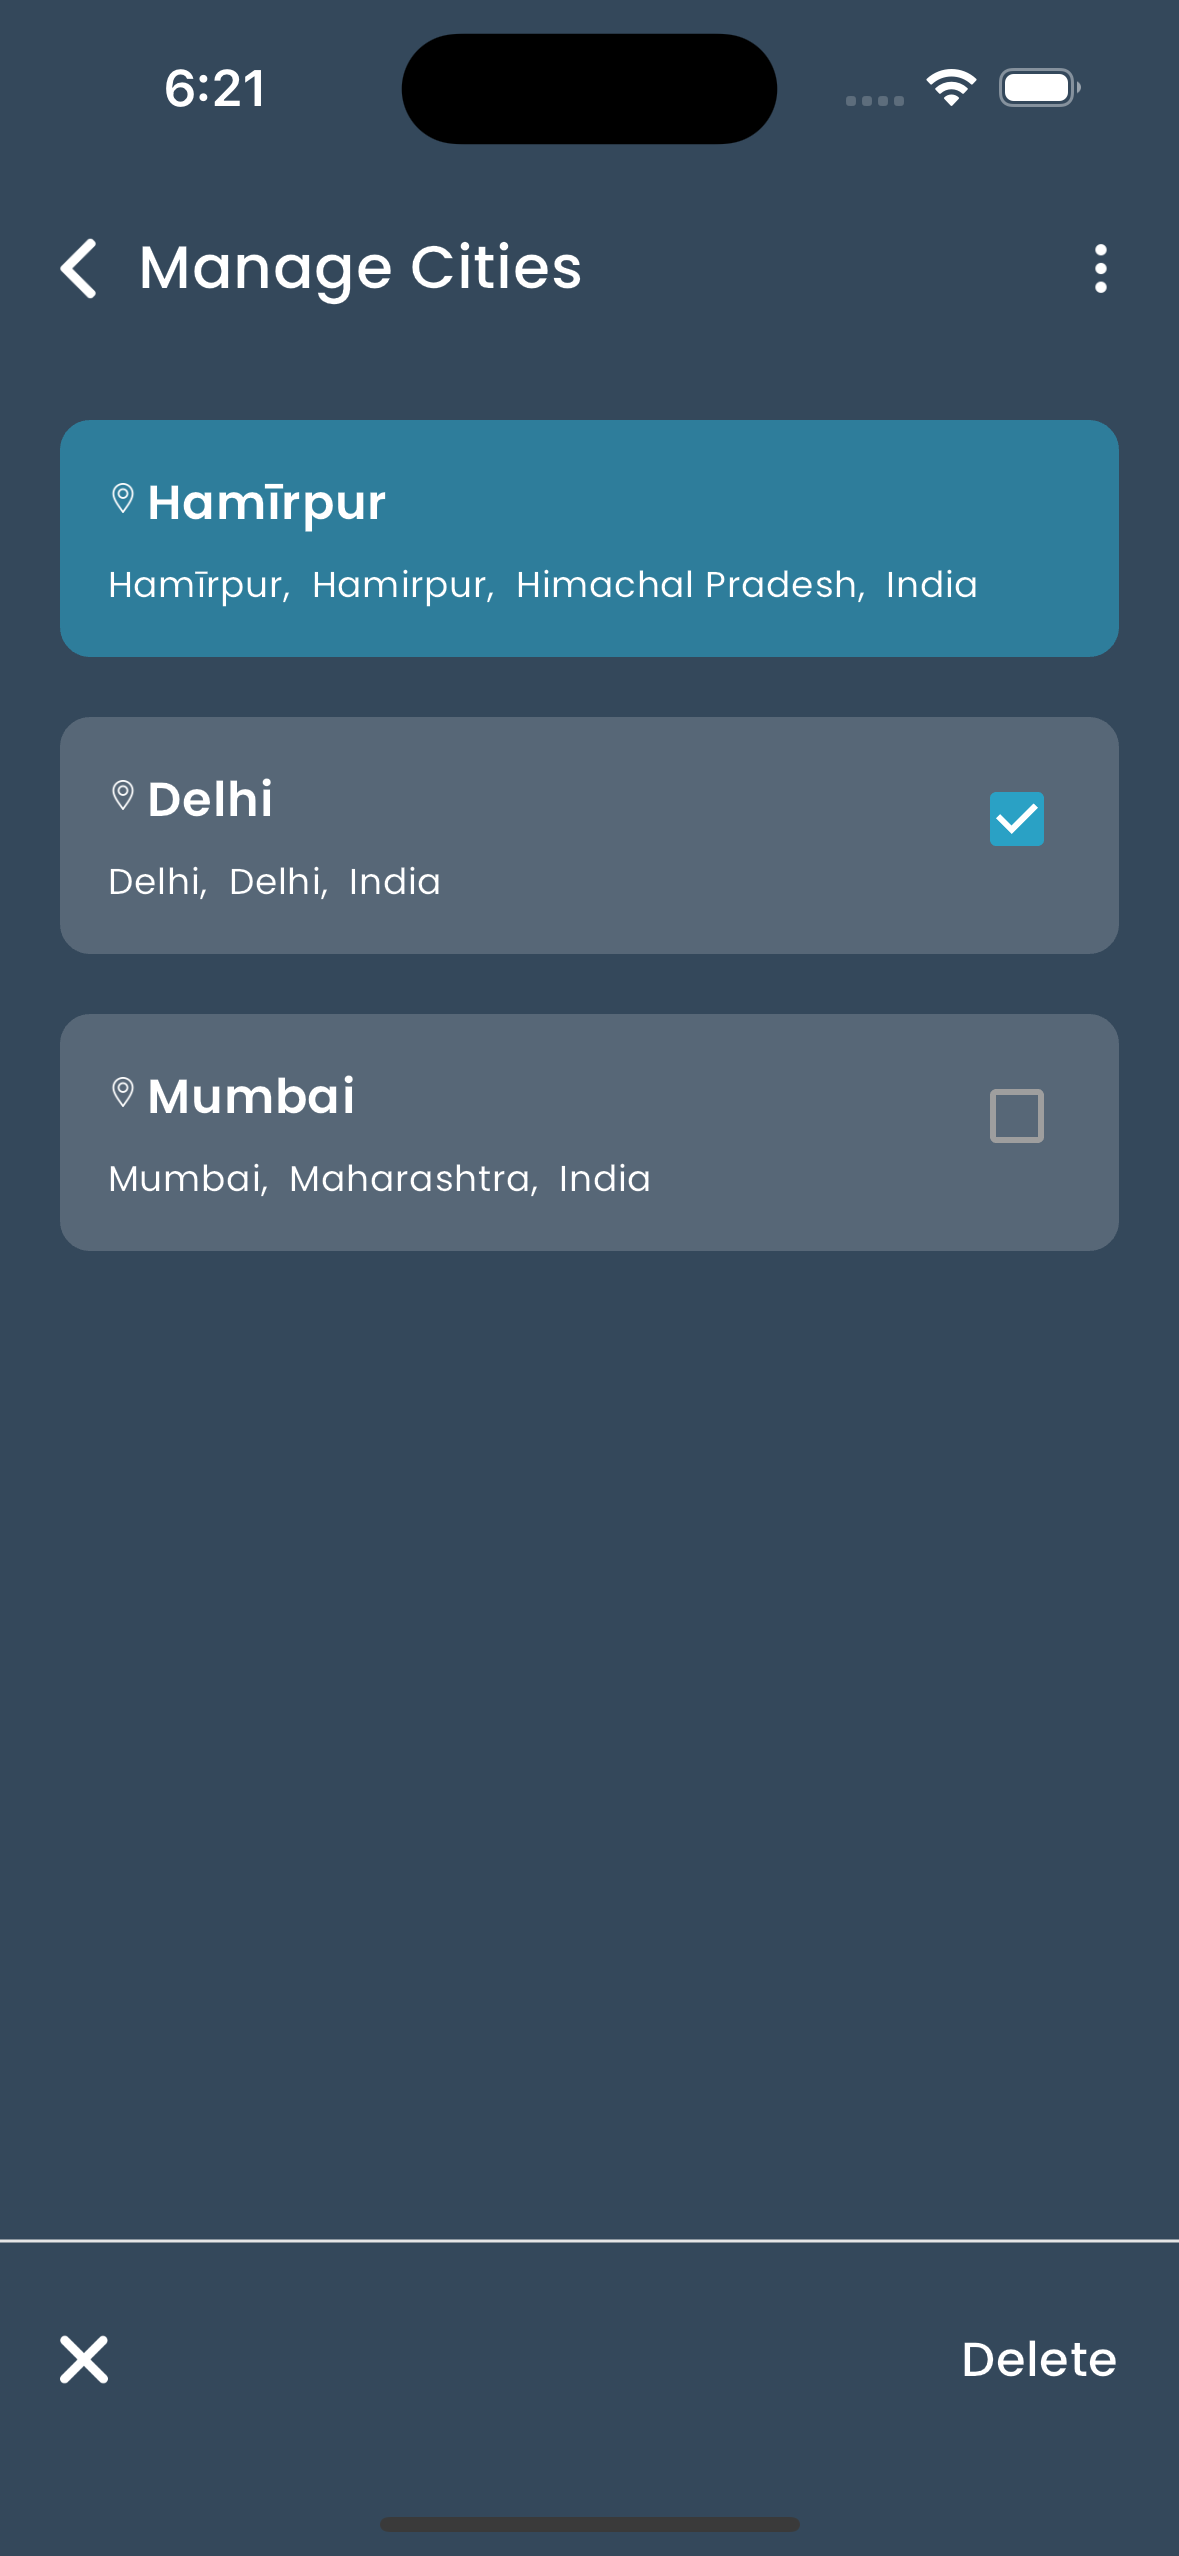 6:21
Manage Cities
Hamīrpur
Hamīrpur, Hamirpur, Himachal Pradesh, India
Delhi
Delhi, Delhi, India
Mumbai
Mumbai, Maharashtra, India
Delete